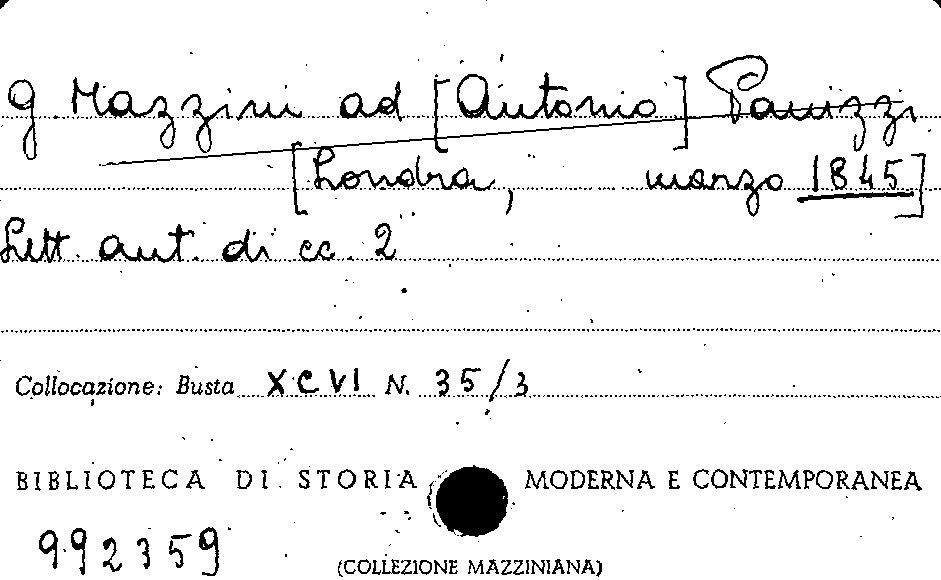 G. Mazzini ad [Antonio] Panizzi
[Londra, marzo 1845]
Lett. aut. di cc. 2
Collocazione: Busta XCVI N. 35/3
BIBLIOTECA DI STORIA MODERNA E CONTEMPORANEA
992359
(COLLEZIONE MAZZINIANA)